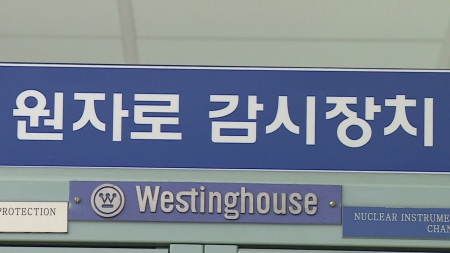 원자로 감시장치
Westinghouse
PROTECTION
NUCLEAR INSTRUME
CHAN